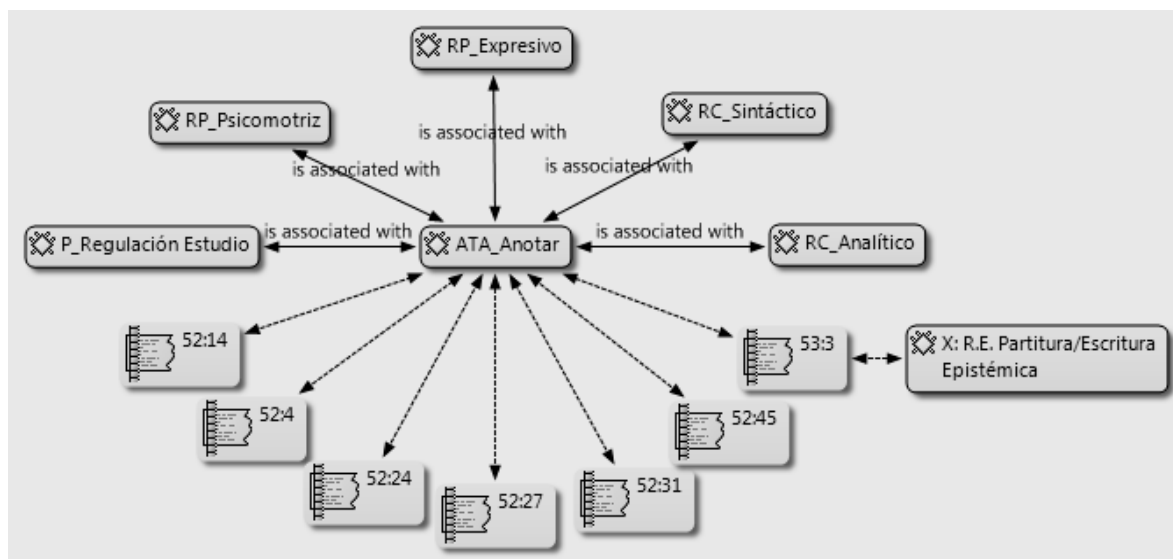 RP_Expresivo
RP_Psicomotriz
RC_Sintáctico
is associated with
is associated with
is associated with
P_Regulación Estudio
is associated with
ATA_Anotar
is associated with
RC_Analítico
52:14
53:3
X: R.E. Partitura/Escritura
Epistémica
52:4
52:45
52:24
52:27
52:31